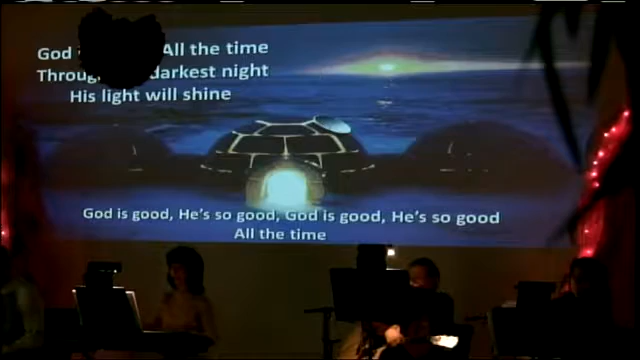 God All the time
Throug darkest night
His light will shine
God is good, He's so good, God is good, He's so good
All the time